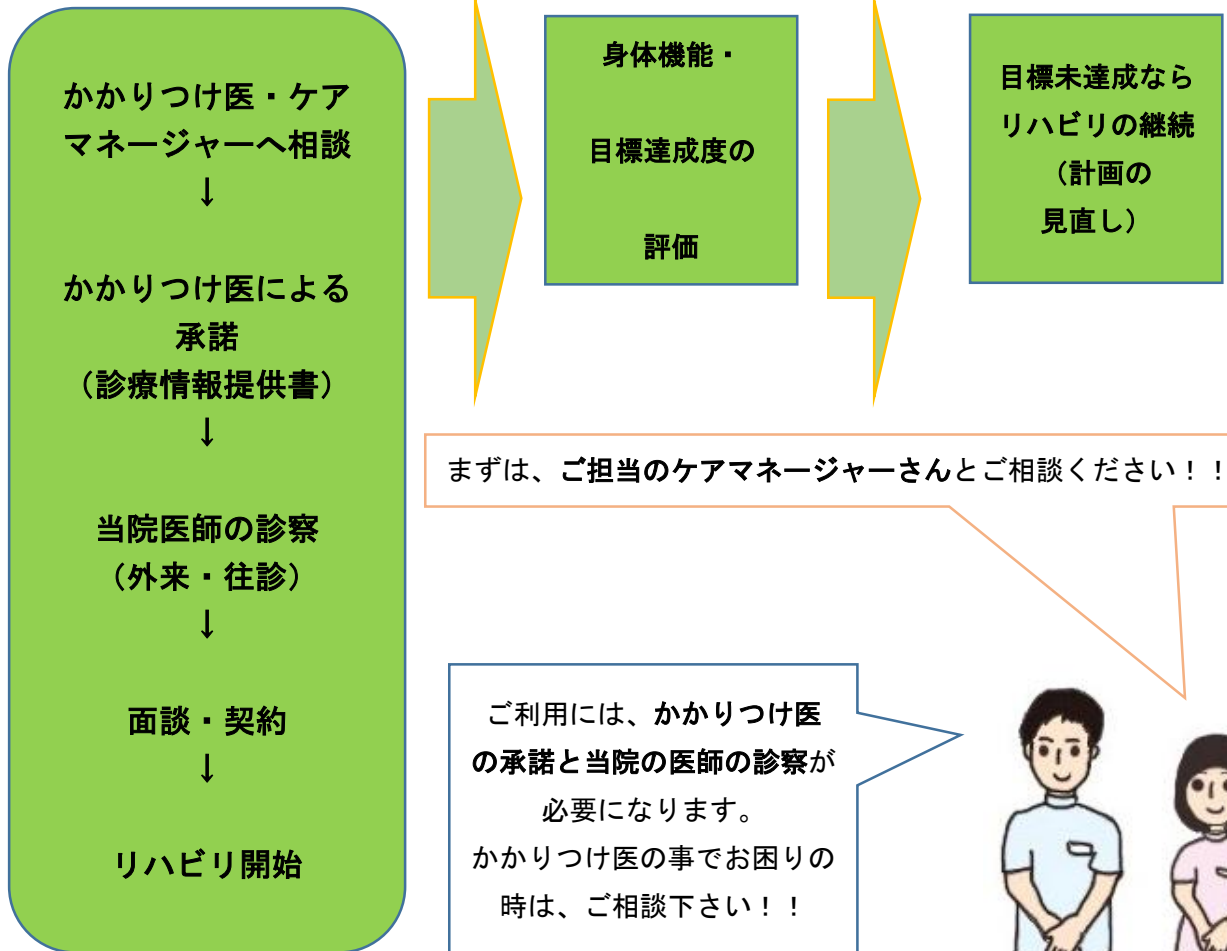 かかりつけ医・ケア
マネージャーへ相談
↓
かかりつけ医による
承諾
（診療情報提供書）
↓
当院医師の診察
（外来・往診）
↓
面談・契約
↓
リハビリ開始
身体機能・
目標達成度の
評価
目標未達成なら
リハビリの継続
（計画の
見直し）
まずは、ご担当のケアマネージャーさんとご相談ください！！
ご利用には、かかりつけ医
の承諾と当院の医師の診察が
必要になります。
かかりつけ医の事でお困りの
時は、ご相談下さい！！